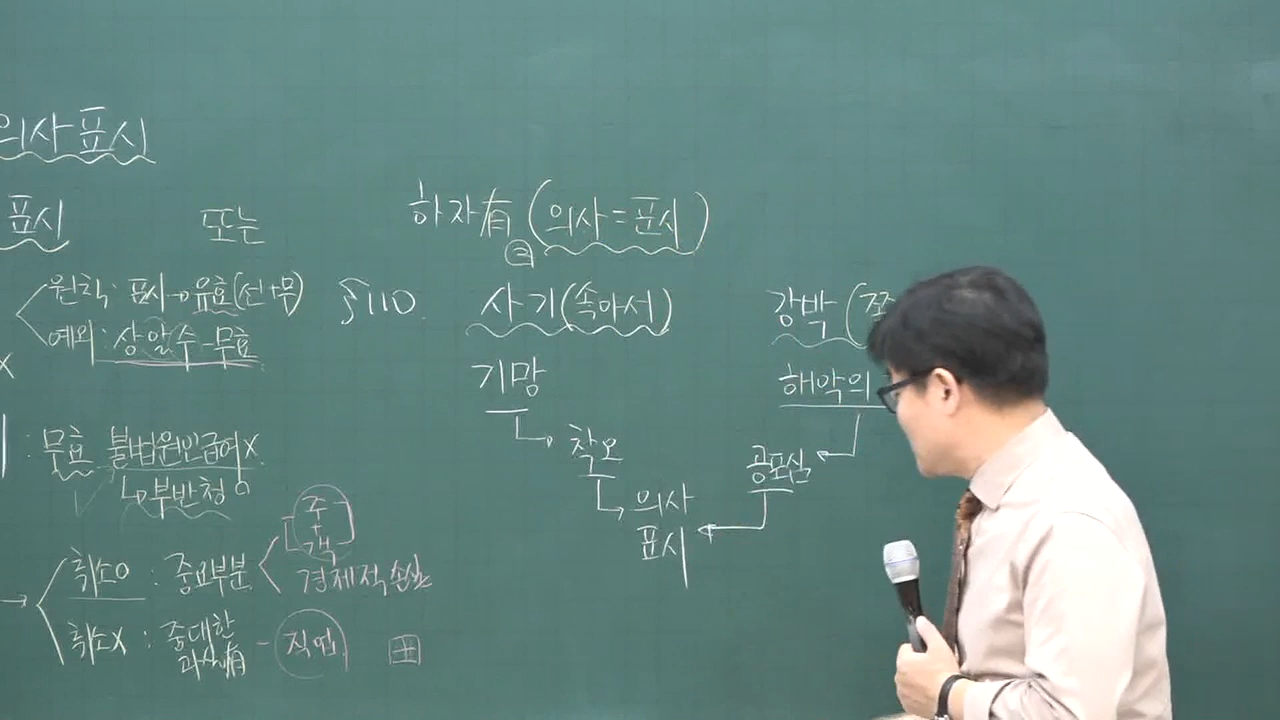 의사표시
표시 또는 하자有(의사=표시)
원칙: 표시→유효(선+무)
예외: 상알수-무효
X
§110. 사기(속아서) 강박(쫄
기망 해악의
착오 공포심
의사
표시
: 무효 불법원인급여X
↳부반청O
취소O : 중요부분
주
+
객
경제적 손실
취소X : 중대한
과실有 - 직업